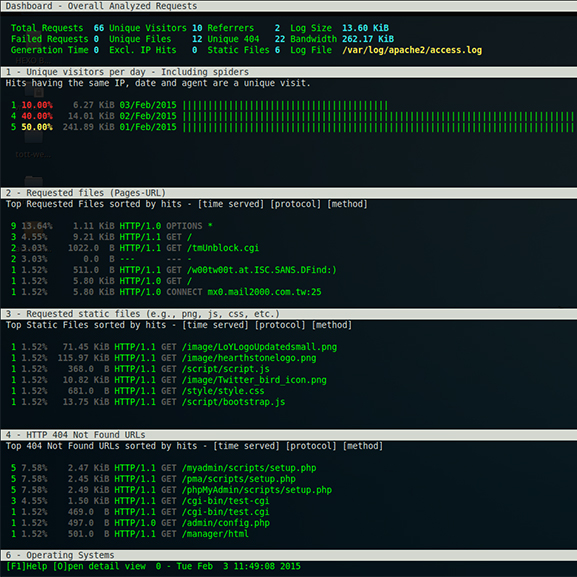 Dashboard - Overall Analyzed Requests
Total Requests 66 Unique Visitors 10 Referrers 2 Log Size 13.60 KiB
Failed Requests 0 Unique Files 12 Unique 404 22 Bandwidth 262.17 KiB
Generation Time 0 Excl. IP Hits 0 Static Files 6 Log File /var/log/apache2/access.log
1 - Unique visitors per day - Including spiders
Hits having the same IP, date and agent are a unique visit.
1 10.00% 6.27 KiB 03/Feb/2015 ||||||||||||||||||||||||||||||||||||||||
4 40.00% 14.01 KiB 02/Feb/2015 ||||||||||||||||||||||||||||||||||||||||||||||||||||||||||||||||||||||||||||
5 50.00% 241.89 KiB 01/Feb/2015 ||||||||||||||||||||||||||||||||||||||||||||||||||||||||||||||||||||||||||||
2 - Requested files (Pages-URL)
Top Requested Files sorted by hits - [time served] [protocol] [method]
9 13.64% 1.11 KiB HTTP/1.0 OPTIONS *
3 4.55% 9.21 KiB HTTP/1.1 GET /
2 3.03% 1022.0 B HTTP/1.1 GET /tmUnblock.cgi
2 3.03% 0.0 B --- --- -
1 1.52% 511.0 B HTTP/1.1 GET /w00tw00t.at.ISC.SANS.DFind:)
1 1.52% 5.80 KiB HTTP/1.0 GET /
1 1.52% 5.80 KiB HTTP/1.0 CONNECT mx0.mail2000.com.tw:25
3 - Requested static files (e.g., png, js, css, etc.)
Top Static Files sorted by hits - [time served] [protocol] [method]
1 1.52% 71.45 KiB HTTP/1.1 GET /image/LoYLogoUpdatedsmall.png
1 1.52% 115.97 KiB HTTP/1.1 GET /image/hearthstonelogo.png
1 1.52% 368.0 B HTTP/1.1 GET /script/script.js
1 1.52% 10.82 KiB HTTP/1.1 GET /image/Twitter_bird_icon.png
1 1.52% 681.0 B HTTP/1.1 GET /style/style.css
1 1.52% 13.75 KiB HTTP/1.1 GET /script/bootstrap.js
4 - HTTP 404 Not Found URLs
Top 404 Not Found URLs sorted by hits - [time served] [protocol] [method]
5 7.58% 2.47 KiB HTTP/1.1 GET /myadmin/scripts/setup.php
5 7.58% 2.45 KiB HTTP/1.1 GET /pma/scripts/setup.php
5 7.58% 2.49 KiB HTTP/1.1 GET /phpMyAdmin/scripts/setup.php
3 4.55% 1.50 KiB HTTP/1.1 GET /cgi-bin/test-cgi
1 1.52% 469.0 B HTTP/1.1 GET /cgi-bin/test.cgi
1 1.52% 497.0 B HTTP/1.0 GET /admin/config.php
1 1.52% 501.0 B HTTP/1.1 GET /manager/html
6 - Operating Systems
[F1]Help [O]pen detail view 0 - Tue Feb 3 11:49:08 2015